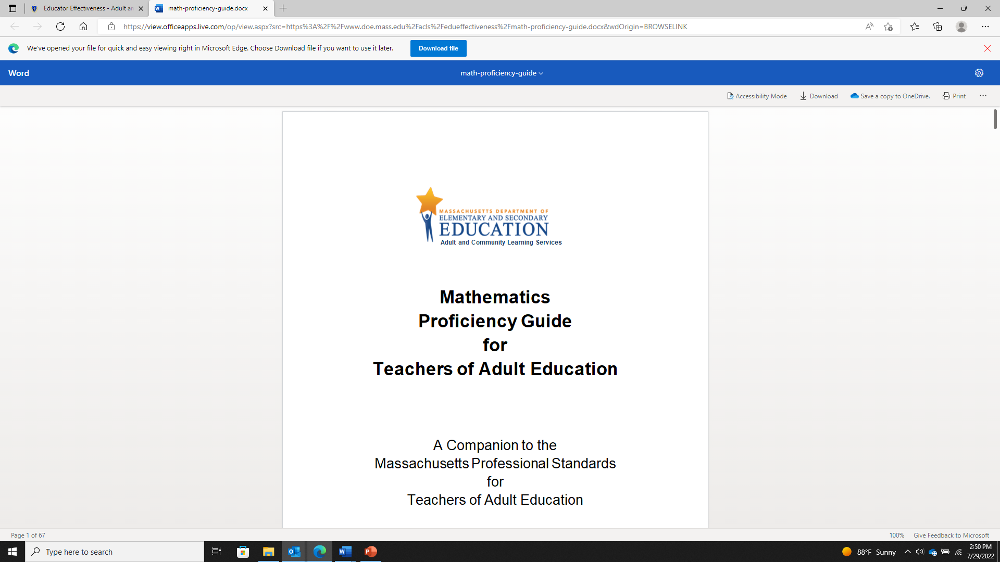 Educator Effectiveness - Adult an
math-proficiency-guide.docx
https://view.officeapps.live.com/op/view.aspx?src=https%3A%2F%2Fwww.doe.mass.edu%2Facls%2Fedueffectiveness%2Fmath-proficiency-guide.docx&wdOrigin=BROWSELINK
We've opened your file for quick and easy viewing right in Microsoft Edge. Choose Download file if you want to use it later.
Download file
Word
math-proficiency-guide
Accessibility Mode
Download
Save a copy to OneDrive.
Print
MASSACHUSETTS DEPARTMENT OF
ELEMENTARY AND SECONDARY
EDUCATION
Adult and Community Learning Services
Mathematics
Proficiency Guide
for
Teachers of Adult Education
A Companion to the
Massachusetts Professional Standards
for
Teachers of Adult Education
Page 1 of 67
100%
Give Feedback to Microsoft
Type here to search
88°F Sunny
2:50 PM
7/29/2022